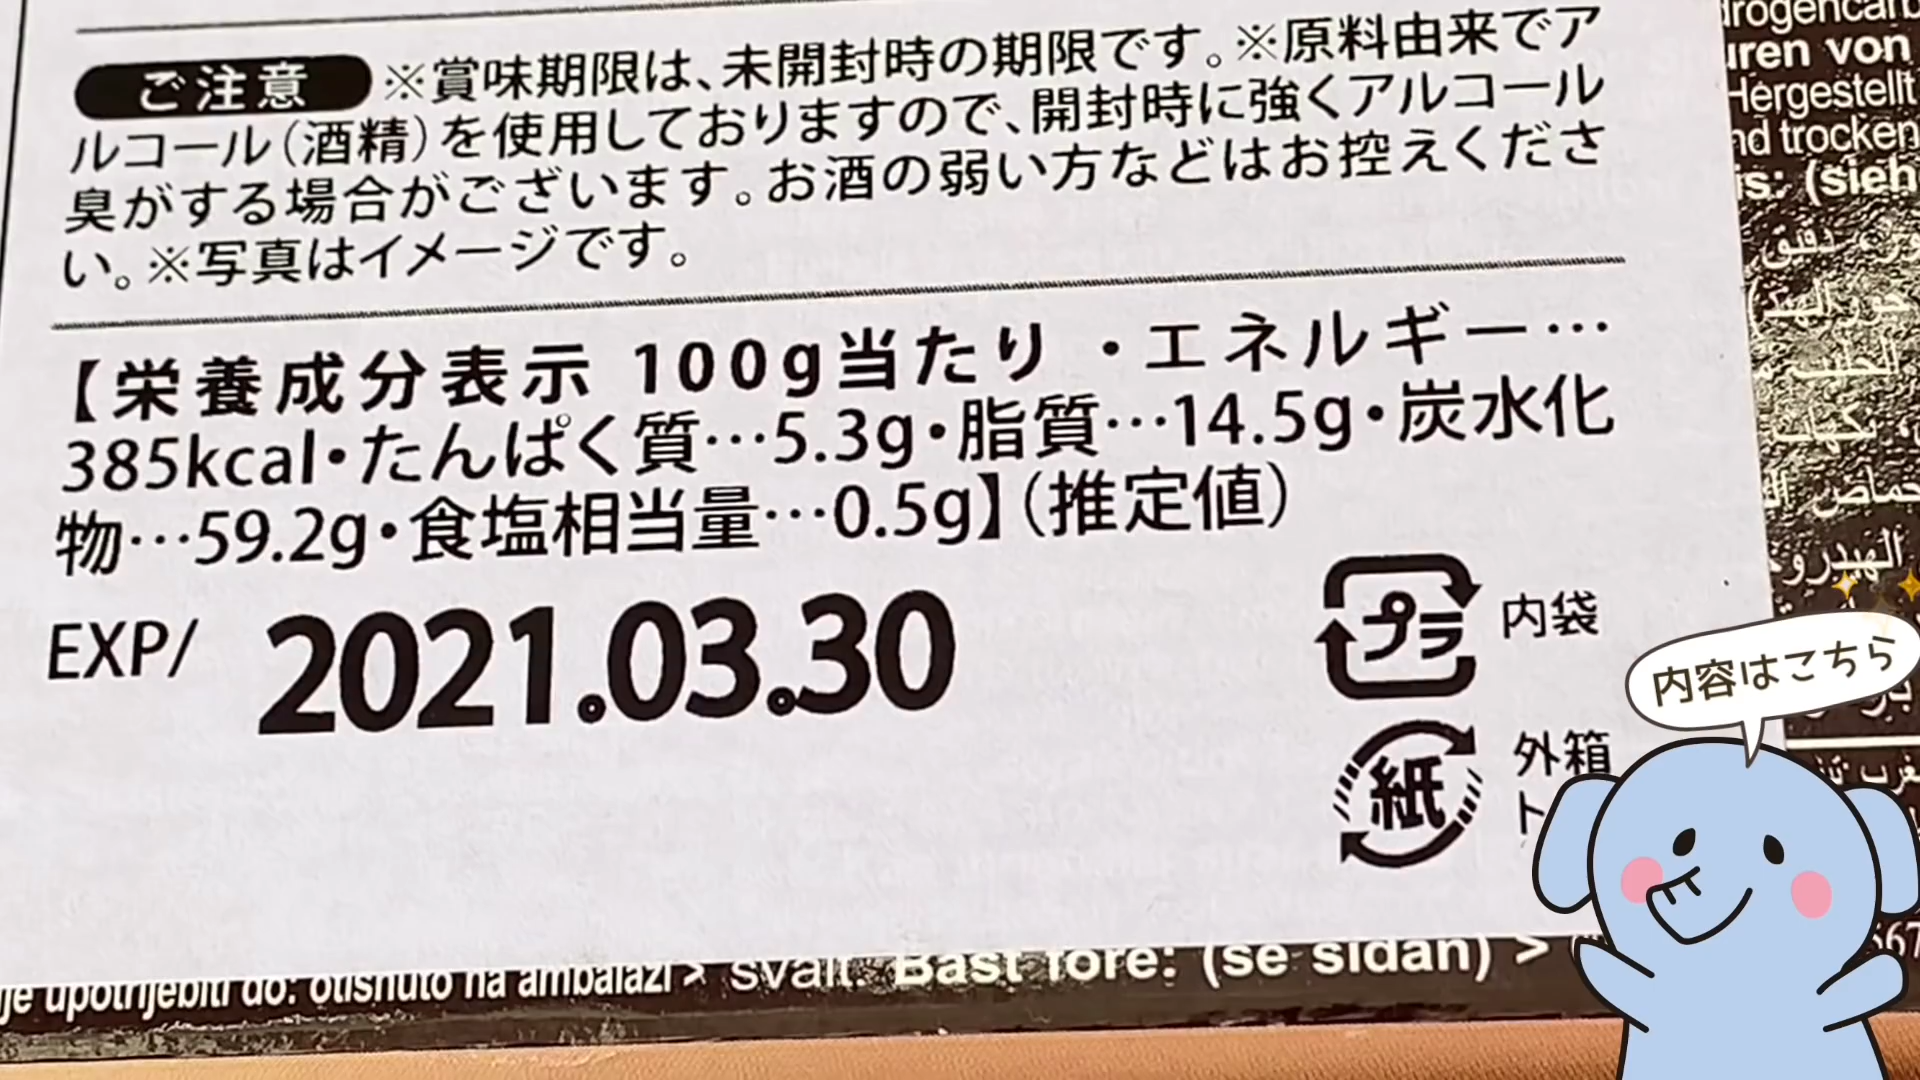 ご注意 ※賞味期限は、未開封時の期限です。※原料由来でア
ルコール(酒精)を使用しておりますので、開封時に強くアルコール
臭がする場合がございます。お酒の弱い方などはお控えくださ
い。※写真はイメージです。
【栄養成分表示 100g当たり ・エネルギー…
385kcal・たんぱく質…5.3g・脂質…14.5g・炭水化
物…59.2g・食塩相当量…0.5g】(推定値)
EXP/ 2021.03.30
プラ 内袋
紙 外箱
ト
内容はこちら
uren von
Hergestellt
nd trocken
je upotrijebiti do: otisnuto na ambalazi > svalt. Bäst före: (se sidan) >